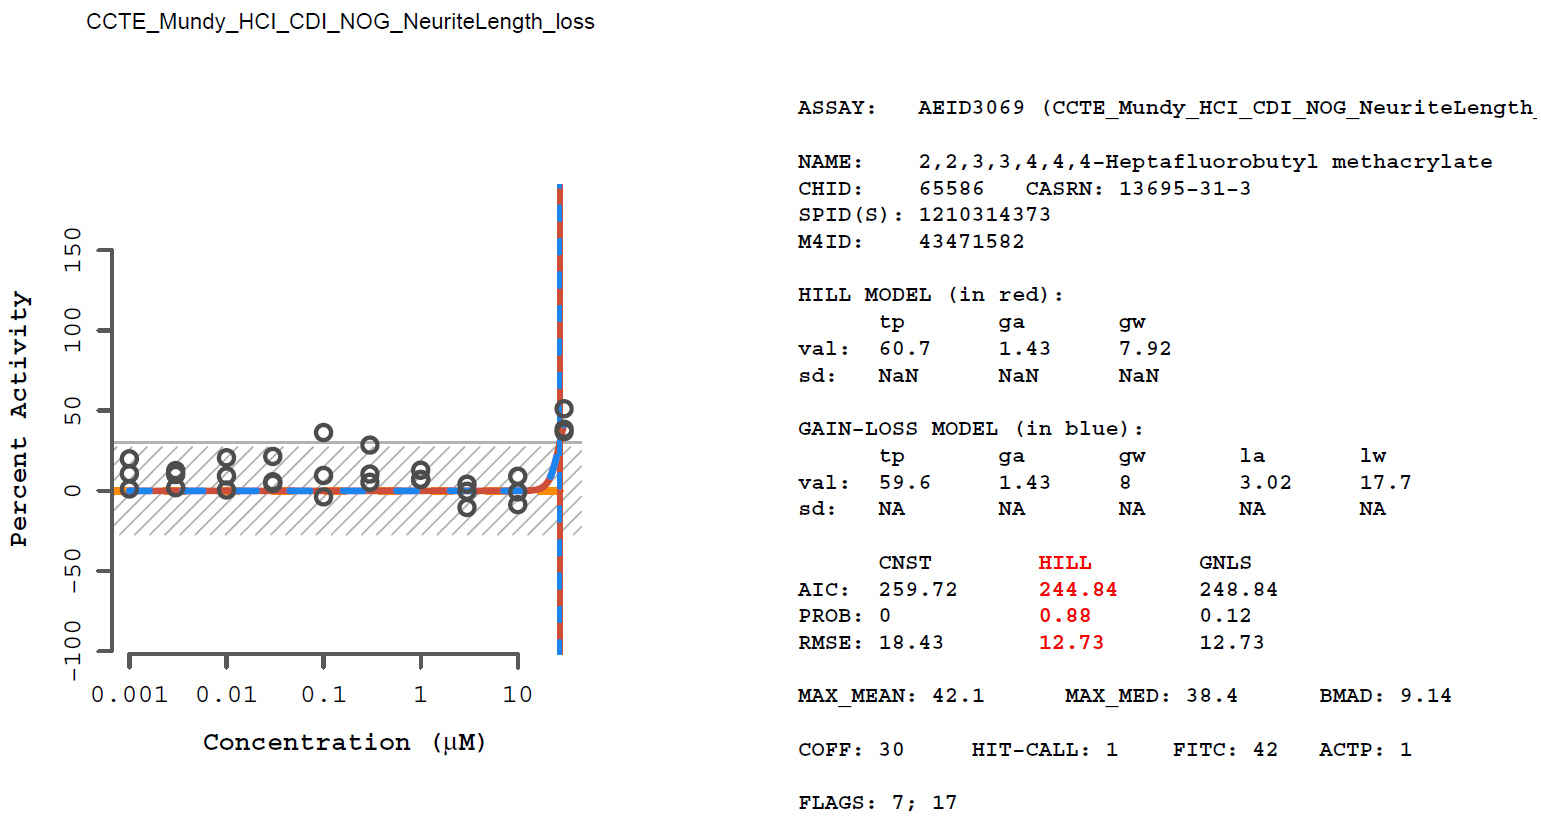 CCTE_Mundy_HCI_CDI_NOG_NeuriteLength_loss
150
100
50
0
-50
-100
Percent Activity
0.001 0.01 0.1 1 10
Concentration (μM)
ASSAY: AEID3069 (CCTE_Mundy_HCI_CDI_NOG_NeuriteLength_
NAME: 2,2,3,3,4,4,4-Heptafluorobutyl methacrylate
CHID: 65586 CASRN: 13695-31-3
SPID(S): 1210314373
M4ID: 43471582
HILL MODEL (in red):
tp ga gw
val: 60.7 1.43 7.92
sd: NaN NaN NaN
GAIN-LOSS MODEL (in blue):
tp ga gw la lw
val: 59.6 1.43 8 3.02 17.7
sd: NA NA NA NA NA
CNST HILL GNLS
AIC: 259.72 244.84 248.84
PROB: 0 0.88 0.12
RMSE: 18.43 12.73 12.73
MAX_MEAN: 42.1 MAX_MED: 38.4 BMAD: 9.14
COFF: 30 HIT-CALL: 1 FITC: 42 ACTP: 1
FLAGS: 7; 17